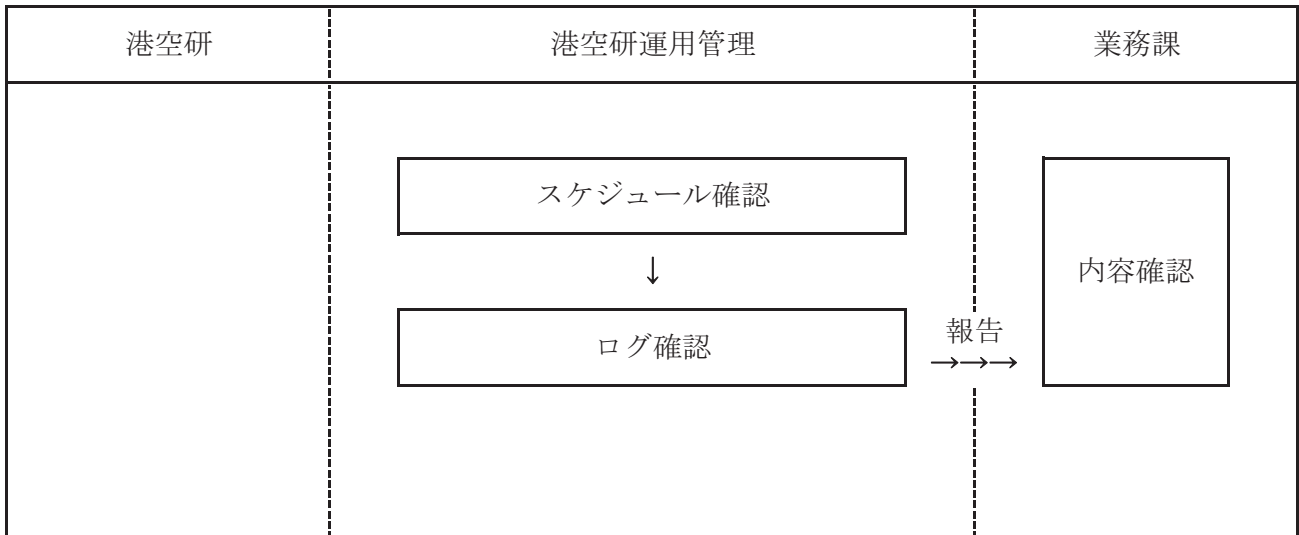 港空研
港空研運用管理
業務課
スケジュール確認
↓
ログ確認
報告
→→→
内容確認